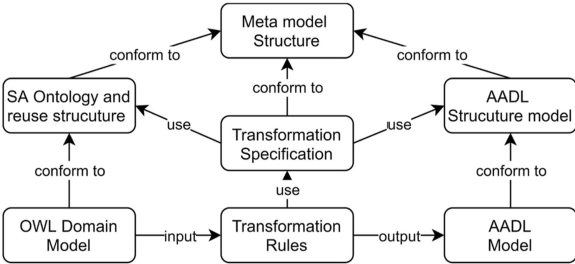 Meta model
Structure
conform to
conform to
conform to
SA Ontology and
reuse strucuture
AADL
Strucuture model
use
use
Transformation
Specification
conform to
use
conform to
OWL Domain
Model
input
Transformation
Rules
output
AADL
Model